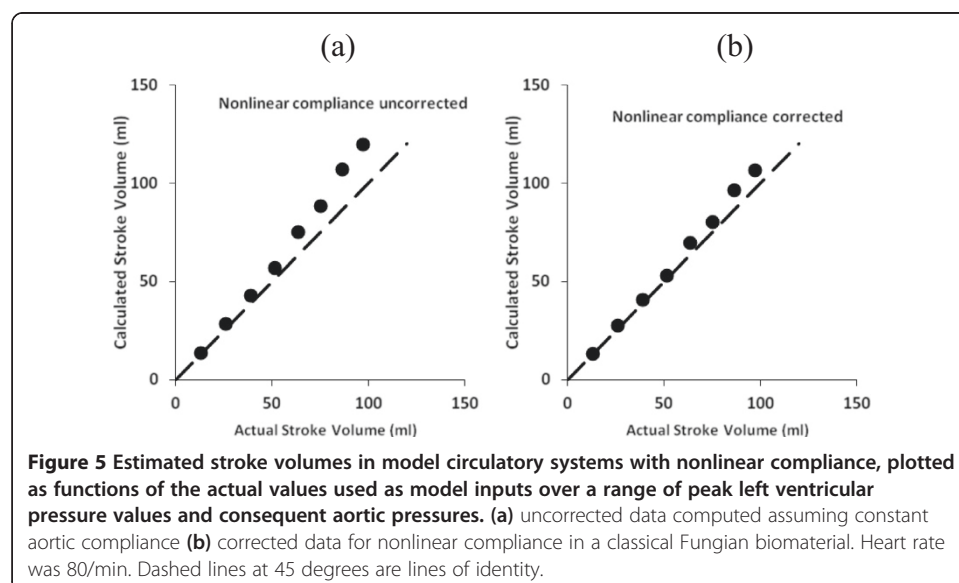 (a)
(b)
150
Nonlinear compliance uncorrected
100
50
0
Calculated Stroke Volume (ml)
0 50 100 150
Actual Stroke Volume (ml)
150
Nonlinear compliance corrected
100
50
0
Calculated Stroke Volume (ml)
0 50 100 150
Actual Stroke Volume (ml)
Figure 5 Estimated stroke volumes in model circulatory systems with nonlinear compliance, plotted
as functions of the actual values used as model inputs over a range of peak left ventricular
pressure values and consequent aortic pressures. (a) uncorrected data computed assuming constant
aortic compliance (b) corrected data for nonlinear compliance in a classical Fungian biomaterial. Heart rate
was 80/min. Dashed lines at 45 degrees are lines of identity.